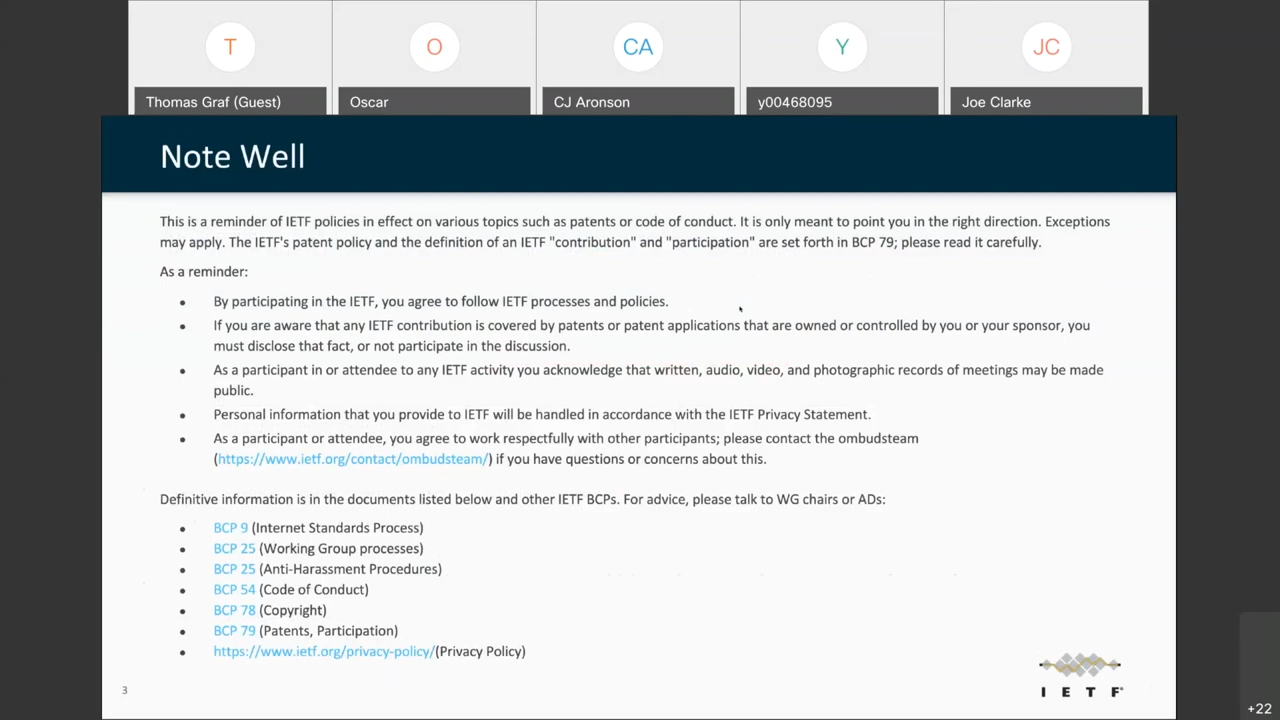 T O CA Y JC
Thomas Graf (Guest) Oscar CJ Aronson y00468095 Joe Clarke
Note Well
This is a reminder of IETF policies in effect on various topics such as patents or code of conduct. It is only meant to point you in the right direction. Exceptions
may apply. The IETF's patent policy and the definition of an IETF "contribution" and "participation" are set forth in BCP 79; please read it carefully.
As a reminder:
• By participating in the IETF, you agree to follow IETF processes and policies.
• If you are aware that any IETF contribution is covered by patents or patent applications that are owned or controlled by you or your sponsor, you
must disclose that fact, or not participate in the discussion.
• As a participant in or attendee to any IETF activity you acknowledge that written, audio, video, and photographic records of meetings may be made
public.
• Personal information that you provide to IETF will be handled in accordance with the IETF Privacy Statement.
• As a participant or attendee, you agree to work respectfully with other participants; please contact the ombudsteam
(https://www.ietf.org/contact/ombudsteam/) if you have questions or concerns about this.
Definitive information is in the documents listed below and other IETF BCPs. For advice, please talk to WG chairs or ADs:
• BCP 9 (Internet Standards Process)
• BCP 25 (Working Group processes)
• BCP 25 (Anti-Harassment Procedures)
• BCP 54 (Code of Conduct)
• BCP 78 (Copyright)
• BCP 79 (Patents, Participation)
• https://www.ietf.org/privacy-policy/(Privacy Policy)
3
I E T F®
+22